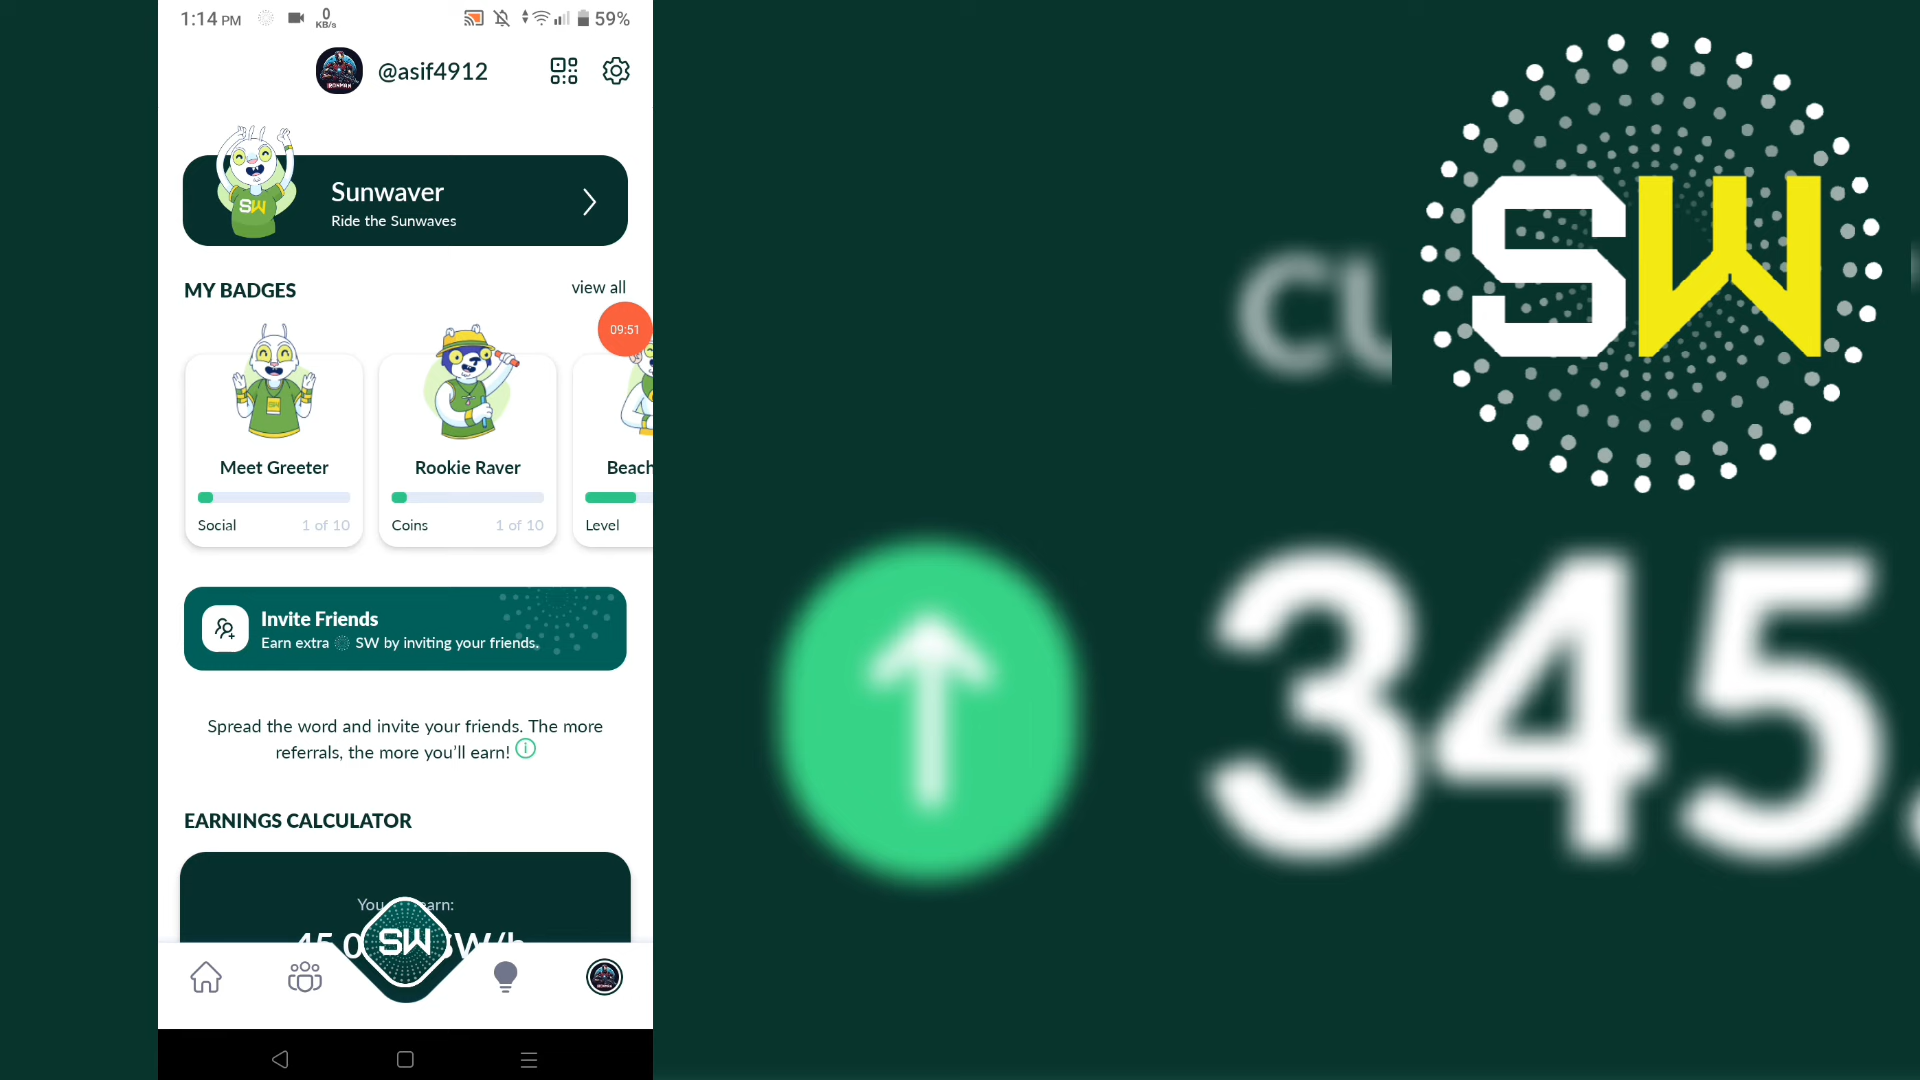 1:14 PM
0
KB/s
59%
IRONMAN
@asif4912
SW
Sunwaver
Ride the Sunwaves
MY BADGES
view all
09:51
Meet Greeter
Social
1 of 10
Rookie Raver
Coins
1 of 10
Beach
Level
Invite Friends
Earn extra SW by inviting your friends.
Spread the word and invite your friends. The more
referrals, the more you'll earn!
EARNINGS CALCULATOR
earn:
SW
SW
345.